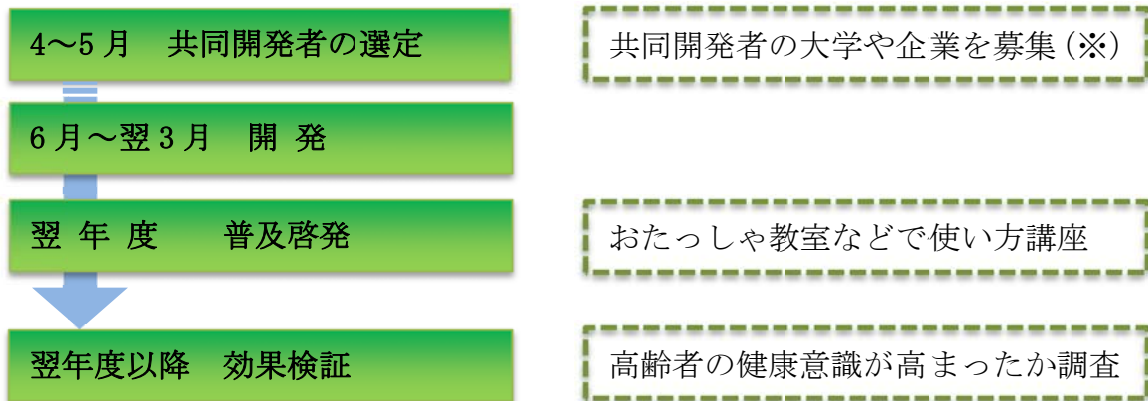 4～5月　共同開発者の選定
共同開発者の大学や企業を募集(※)
6月～翌3月　開 発
翌 年 度　　普及啓発
おたっしゃ教室などで使い方講座
翌年度以降　効果検証
高齢者の健康意識が高まったか調査